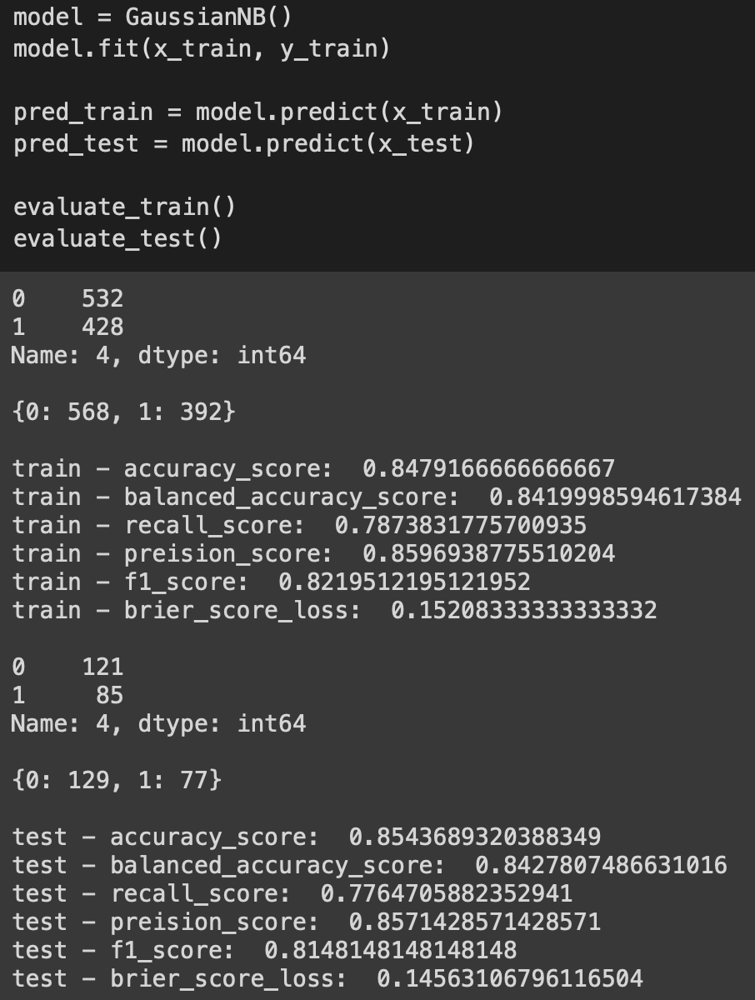 model = GaussianNB()
model.fit(x_train, y_train)
pred_train = model.predict(x_train)
pred_test = model.predict(x_test)
evaluate_train()
evaluate_test()
0    532
1    428
Name: 4, dtype: int64
{0: 568, 1: 392}
train - accuracy_score:  0.8479166666666667
train - balanced_accuracy_score:  0.8419998594617384
train - recall_score:  0.7873831775700935
train - preision_score:  0.8596938775510204
train - f1_score:  0.8219512195121952
train - brier_score_loss:  0.15208333333333332
0    121
1     85
Name: 4, dtype: int64
{0: 129, 1: 77}
test - accuracy_score:  0.8543689320388349
test - balanced_accuracy_score:  0.8427807486631016
test - recall_score:  0.7764705882352941
test - preision_score:  0.8571428571428571
test - f1_score:  0.8148148148148148
test - brier_score_loss:  0.14563106796116504